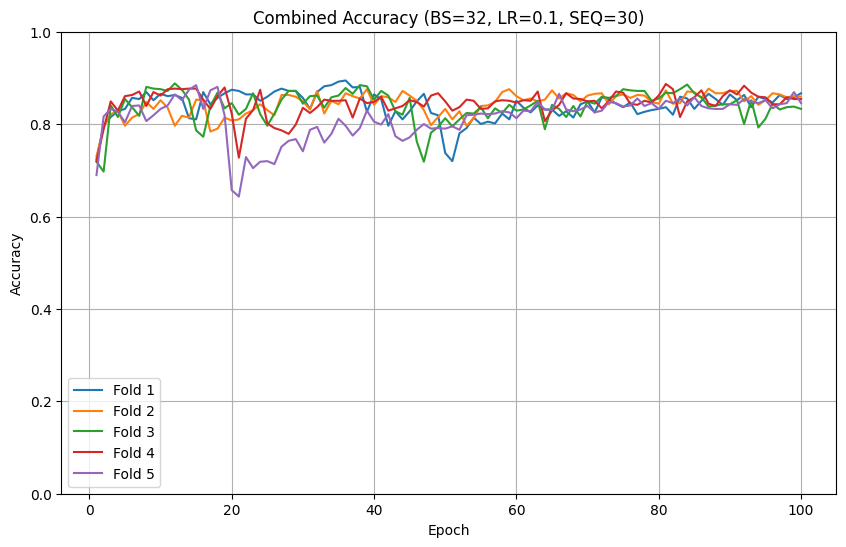 Combined Accuracy (BS=32, LR=0.1, SEQ=30)
1.0
0.8
0.6
0.4
0.2
0.0
Accuracy
Fold 1
Fold 2
Fold 3
Fold 4
Fold 5
0 20 40 60 80 100
Epoch